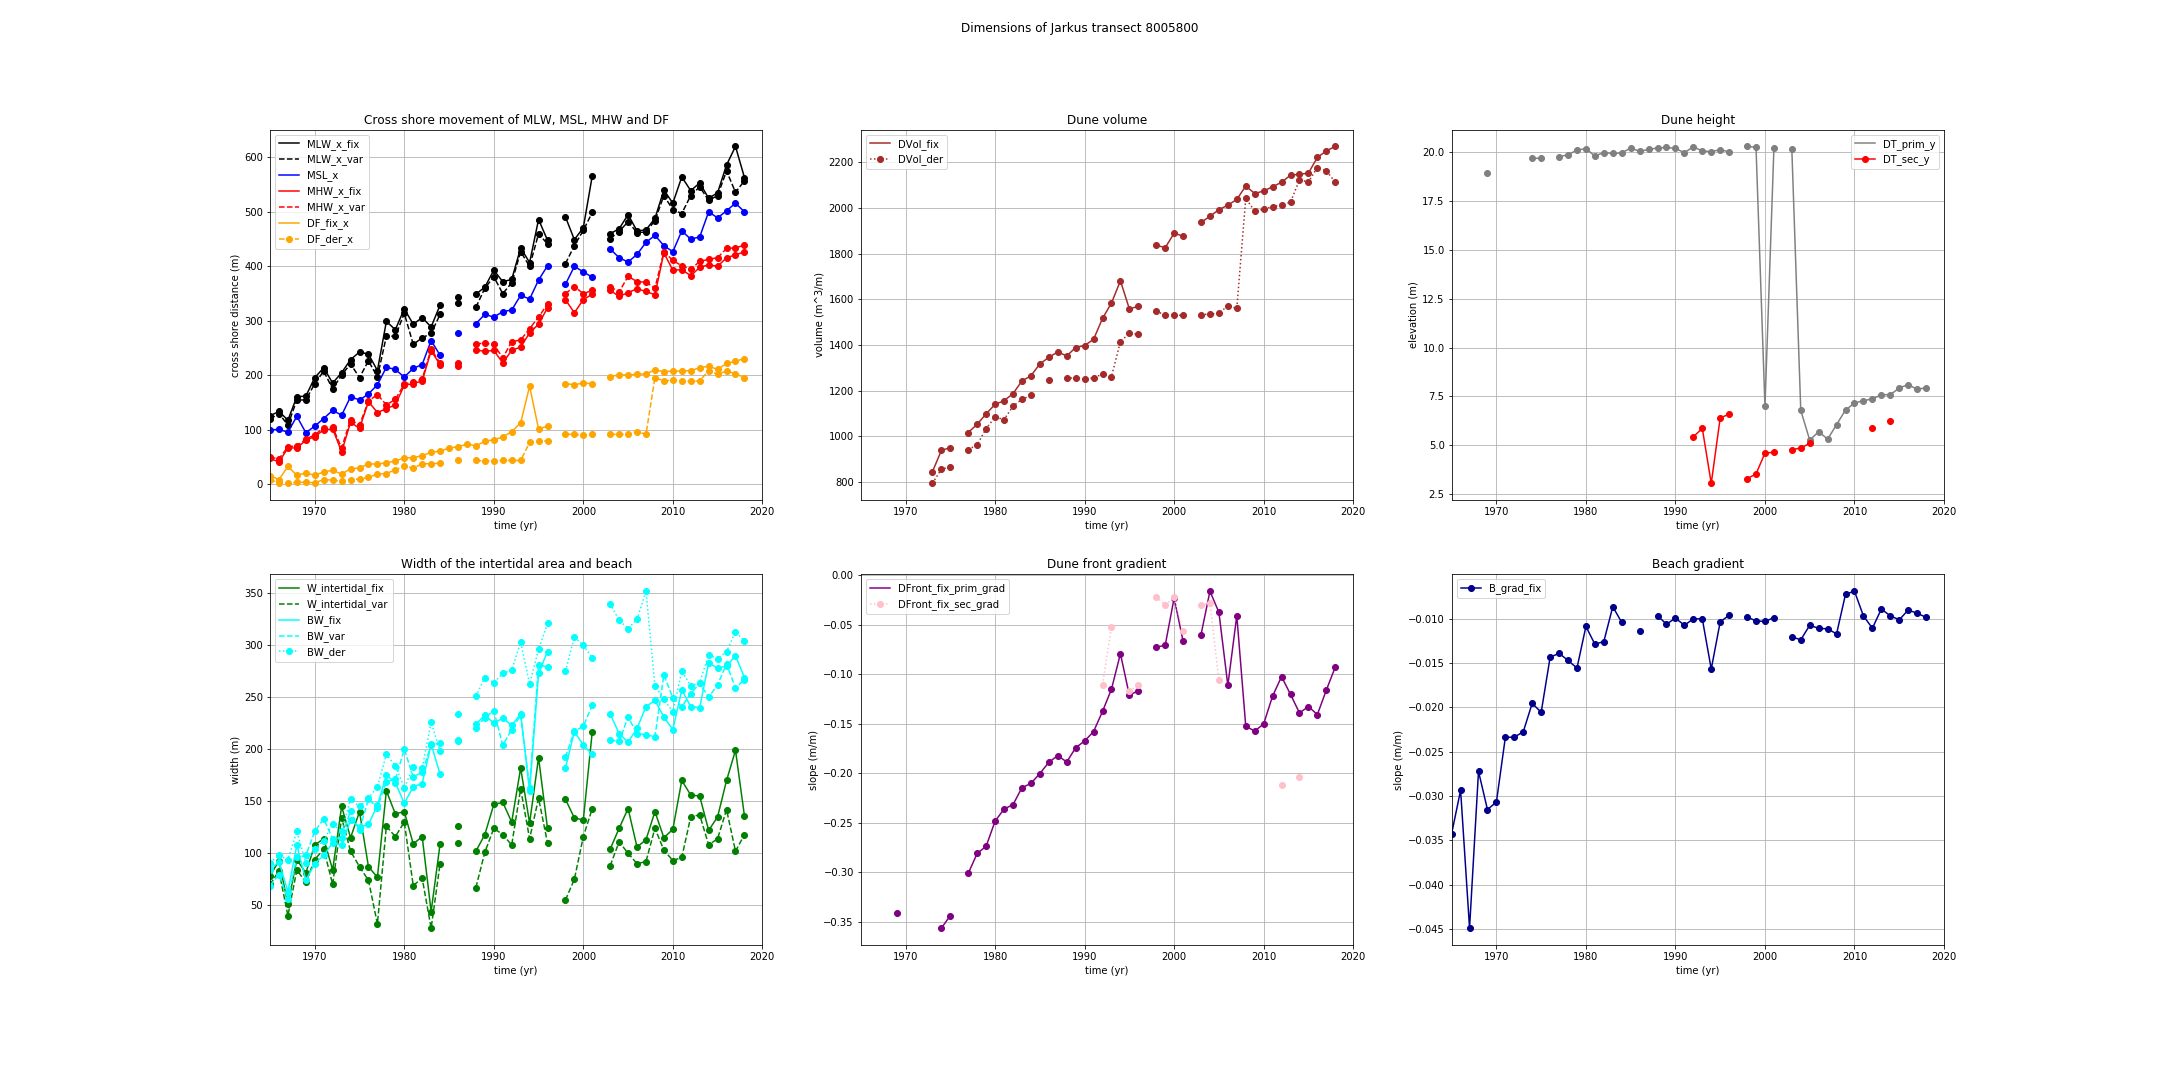 Dimensions of Jarkus transect 8005800
Cross shore movement of MLW, MSL, MHW and DF
MLW_x_fix
MLW_x_var
MSL_x
MHW_x_fix
MHW_x_var
DF_fix_x
DF_der_x
cross shore distance (m)
600
500
400
300
200
100
0
1970 1980 1990 2000 2010 2020
time (yr)
Dune volume
DVol_fix
DVol_der
volume (m^3/m)
2200
2000
1800
1600
1400
1200
1000
800
1970 1980 1990 2000 2010 2020
time (yr)
Dune height
DT_prim_y
DT_sec_y
elevation (m)
20.0
17.5
15.0
12.5
10.0
7.5
5.0
2.5
1970 1980 1990 2000 2010 2020
time (yr)
Width of the intertidal area and beach
W_intertidal_fix
W_intertidal_var
BW_fix
BW_var
BW_der
width (m)
350
300
250
200
150
100
50
1970 1980 1990 2000 2010 2020
time (yr)
Dune front gradient
DFront_fix_prim_grad
DFront_fix_sec_grad
slope (m/m)
0.00
−0.05
−0.10
−0.15
−0.20
−0.25
−0.30
−0.35
1970 1980 1990 2000 2010 2020
time (yr)
Beach gradient
B_grad_fix
slope (m/m)
−0.010
−0.015
−0.020
−0.025
−0.030
−0.035
−0.040
−0.045
1970 1980 1990 2000 2010 2020
time (yr)